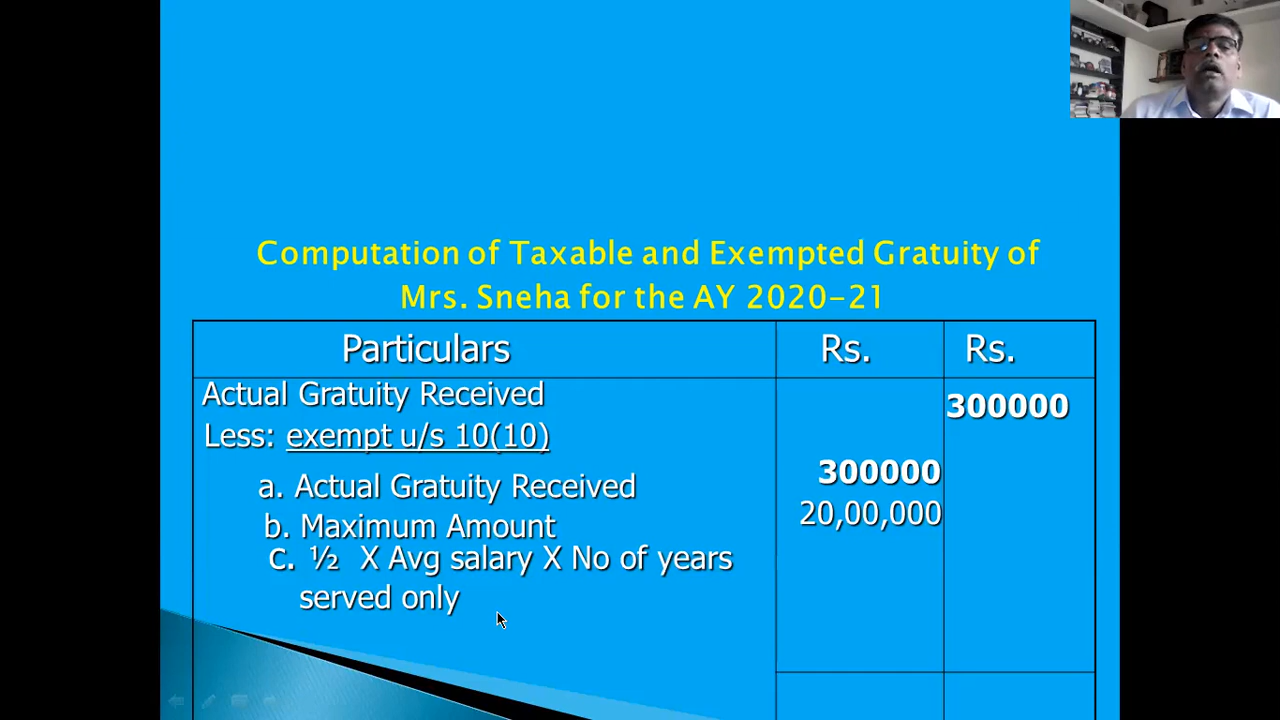 Computation of Taxable and Exempted Gratuity of
Mrs. Sneha for the AY 2020-21
Particulars Rs. Rs.
Actual Gratuity Received 300000
Less: exempt u/s 10(10)
a. Actual Gratuity Received 300000
b. Maximum Amount 20,00,000
c. ½ X Avg salary X No of years
served only